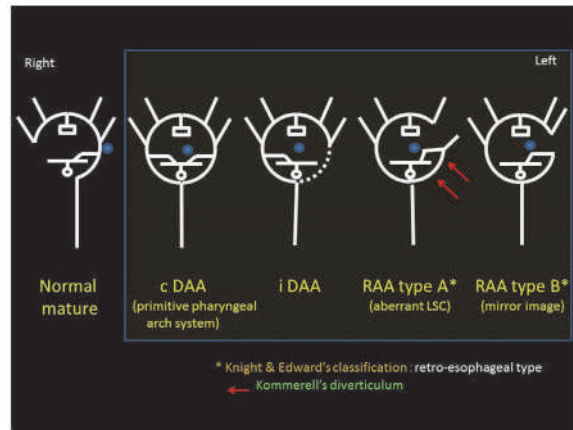 Right
Left
Normal
mature
c DAA
(primitive pharyngeal
arch system)
i DAA
RAA type A*
(aberrant LSC)
RAA type B*
(mirror image)
* Knight & Edward's classification : retro-esophageal type
Kommerell's diverticulum